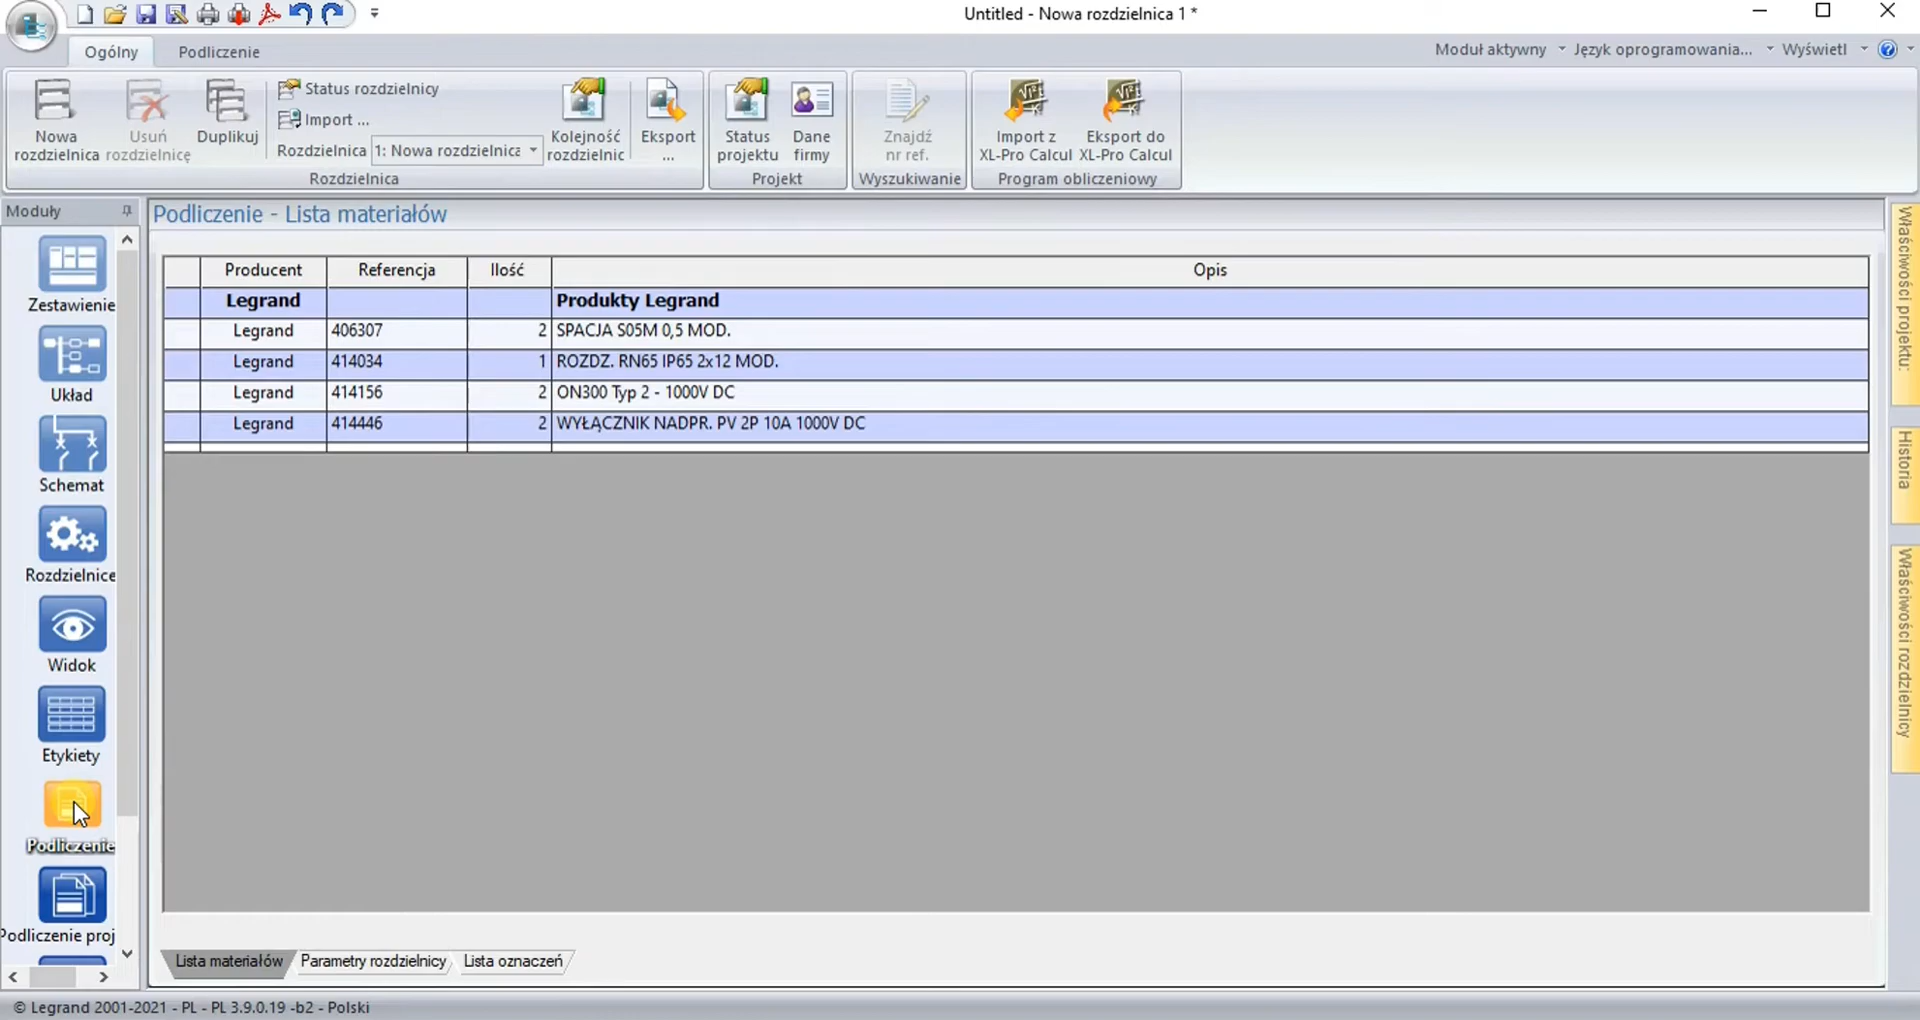 Untitled - Nowa rozdzielnica 1 *
Ogólny
Podliczenie
Moduł aktywny
Język oprogramowania...
Wyświetl
Nowa rozdzielnica
Usuń rozdzielnicę
Duplikuj
Status rozdzielnicy
Import ...
Rozdzielnica
1: Nowa rozdzielnica
Kolejność rozdzielnic
Eksport ...
Rozdzielnica
Status projektu
Dane firmy
Projekt
Znajdź nr ref.
Wyszukiwanie
Import z XL-Pro Calcul
Eksport do XL-Pro Calcul
Program obliczeniowy
Moduły
Zestawienie
Układ
Schemat
Rozdzielnice
Widok
Etykiety
Podliczenie
Podliczenie proj
Podliczenie - Lista materiałów
Producent Referencja Ilość Opis
Legrand Produkty Legrand
Legrand 406307 2 SPACJA S05M 0,5 MOD.
Legrand 414034 1 ROZDZ. RN65 IP65 2x12 MOD.
Legrand 414156 2 ON300 Typ 2 - 1000V DC
Legrand 414446 2 WYŁĄCZNIK NADPR. PV 2P 10A 1000V DC
Lista materiałów
Parametry rozdzielnicy
Lista oznaczeń
Właściwości projektu:
Historia
Właściwości rozdzielnicy
© Legrand 2001-2021 - PL - PL 3.9.0.19 -b2 - Polski